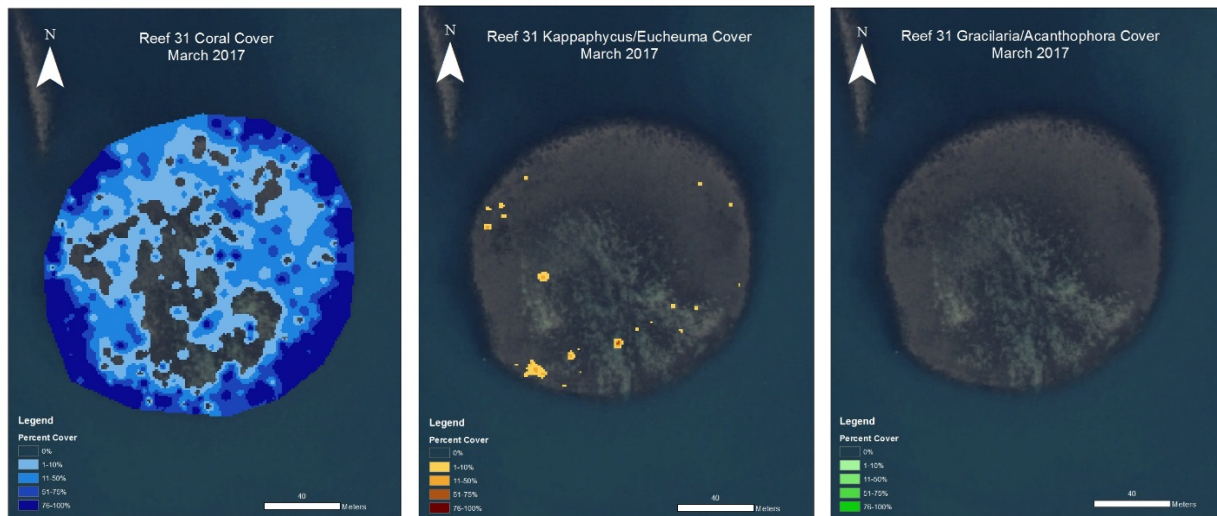 N
Reef 31 Coral Cover
March 2017
Legend
Percent Cover
0%
1-10%
11-50%
51-75%
76-100%
40
Meters
N
Reef 31 Kappaphycus/Eucheuma Cover
March 2017
Legend
Percent Cover
0%
1-10%
11-50%
51-75%
76-100%
40
Meters
N
Reef 31 Gracilaria/Acanthophora Cover
March 2017
Legend
Percent Cover
0%
1-10%
11-50%
51-75%
76-100%
40
Meters